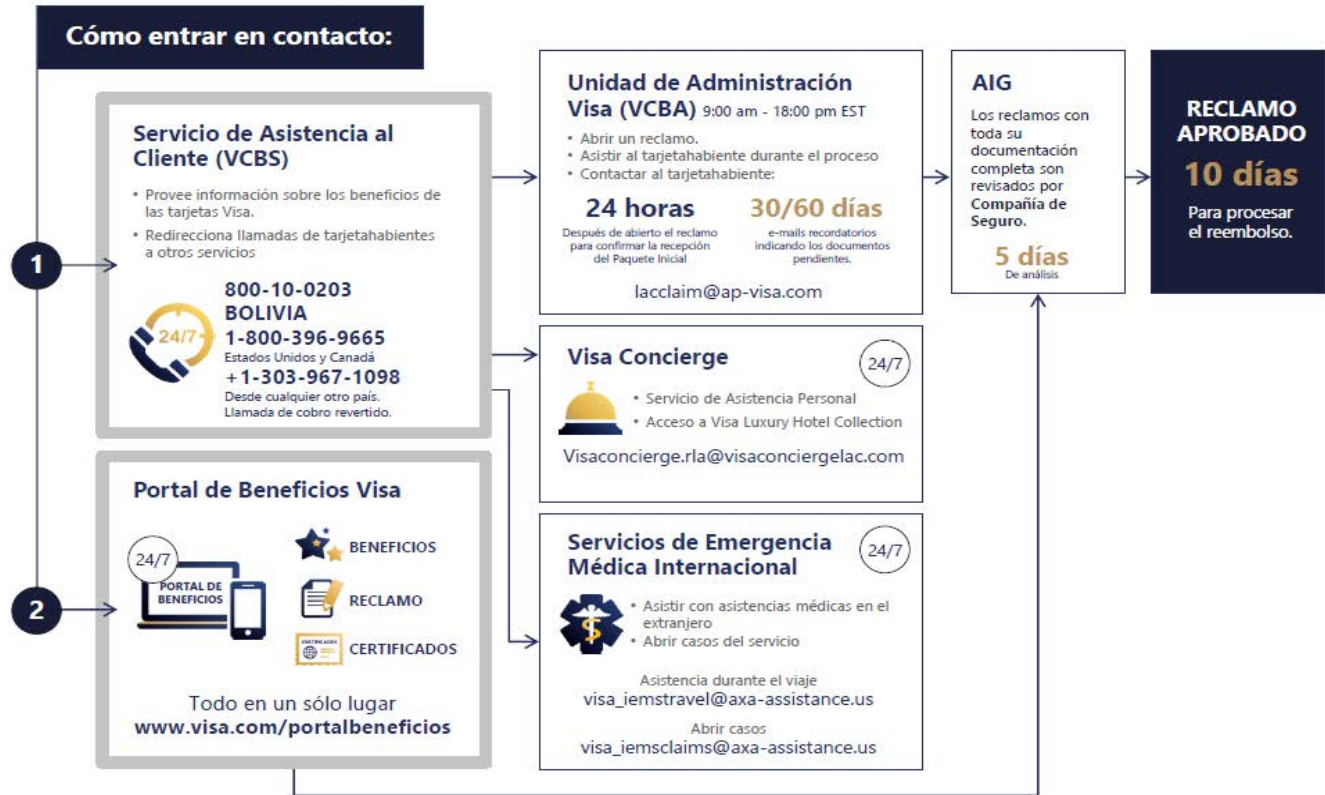 Cómo entrar en contacto:
1
Servicio de Asistencia al
Cliente (VCBS)
• Provee información sobre los beneficios de
las tarjetas Visa.
• Redirecciona llamadas de tarjetahabientes
a otros servicios
24/7
800-10-0203
BOLIVIA
1-800-396-9665
Estados Unidos y Canadá
+1-303-967-1098
Desde cualquier otro país.
Llamada de cobro revertido.
2
Portal de Beneficios Visa
24/7
PORTAL DE
BENEFICIOS
BENEFICIOS
RECLAMO
CERTIFICADOS
CERTIFICADOS
Todo en un sólo lugar
www.visa.com/portalbeneficios
Unidad de Administración
Visa (VCBA) 9:00 am - 18:00 pm EST
• Abrir un reclamo.
• Asistir al tarjetahabiente durante el proceso
• Contactar al tarjetahabiente:
24 horas
Después de abierto el reclamo
para confirmar la recepción
del Paquete Inicial
30/60 días
e-mails recordatorios
indicando los documentos
pendientes.
lacclaim@ap-visa.com
Visa Concierge
24/7
• Servicio de Asistencia Personal
• Acceso a Visa Luxury Hotel Collection
Visaconcierge.rla@visaconciergelac.com
Servicios de Emergencia
Médica Internacional
24/7
• Asistir con asistencias médicas en el
extranjero
• Abrir casos del servicio
Asistencia durante el viaje
visa_iemstravel@axa-assistance.us
Abrir casos
visa_iemsclaims@axa-assistance.us
AIG
Los reclamos con
toda su
documentación
completa son
revisados por
Compañía de
Seguro.
5 días
De análisis
RECLAMO
APROBADO
10 días
Para procesar
el reembolso.